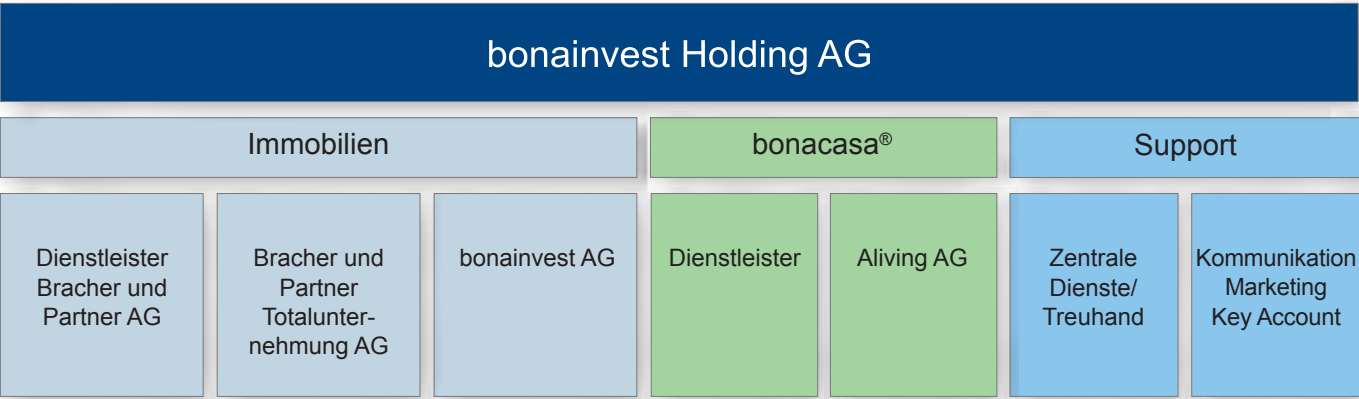 bonainvest Holding AG
Immobilien
bonacasa®
Support
Dienstleister
Bracher und
Partner AG
Bracher und
Partner
Totalunter-
nehmung AG
bonainvest AG
Dienstleister
Aliving AG
Zentrale
Dienste/
Treuhand
Kommunikation
Marketing
Key Account